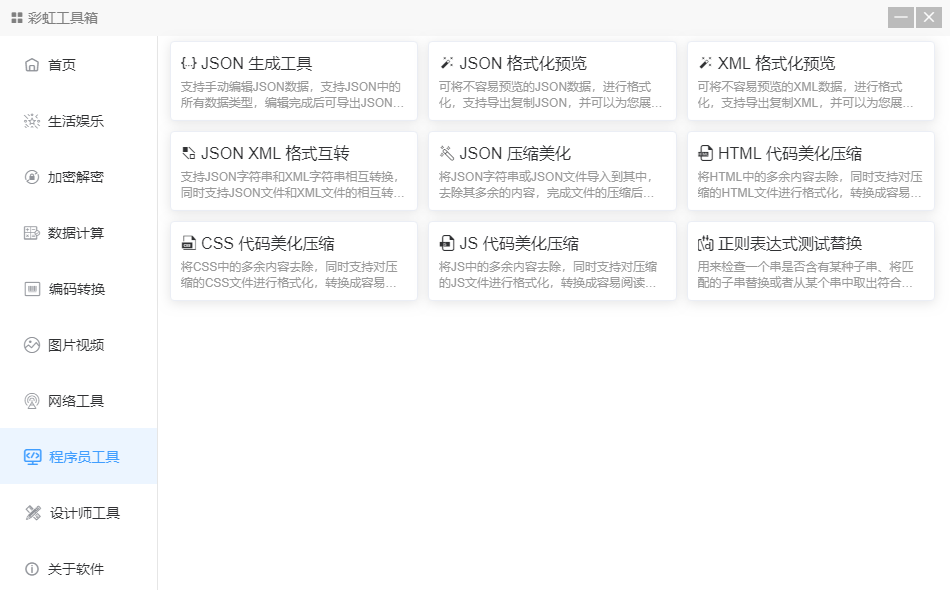 彩虹工具箱
首页
生活娱乐
加密解密
数据计算
编码转换
图片视频
网络工具
程序员工具
设计师工具
关于软件
JSON 生成工具
支持手动编辑JSON数据，支持JSON中的
所有数据类型，编辑完成后可导出JSON...
JSON 格式化预览
可将不容易预览的JSON数据，进行格式
化，支持导出复制JSON，并可以为您展...
XML 格式化预览
可将不容易预览的XML数据，进行格式
化，支持导出复制XML，并可以为您展...
JSON XML 格式互转
支持JSON字符串和XML字符串相互转换，
同时支持JSON文件和XML文件的相互转...
JSON 压缩美化
将JSON字符串或JSON文件导入到其中，
去除其多余的内容，完成文件的压缩后...
HTML 代码美化压缩
将HTML中的多余内容去除，同时支持对压
缩的HTML文件进行格式化，转换成容易...
CSS 代码美化压缩
将CSS中的多余内容去除，同时支持对压
缩的CSS文件进行格式化，转换成容易...
JS 代码美化压缩
将JS中的多余内容去除，同时支持对压缩
的JS文件进行格式化，转换成容易阅读...
正则表达式测试替换
用来检查一个串是否含有某种子串、将匹
配的子串替换或者从某个串中取出符合...